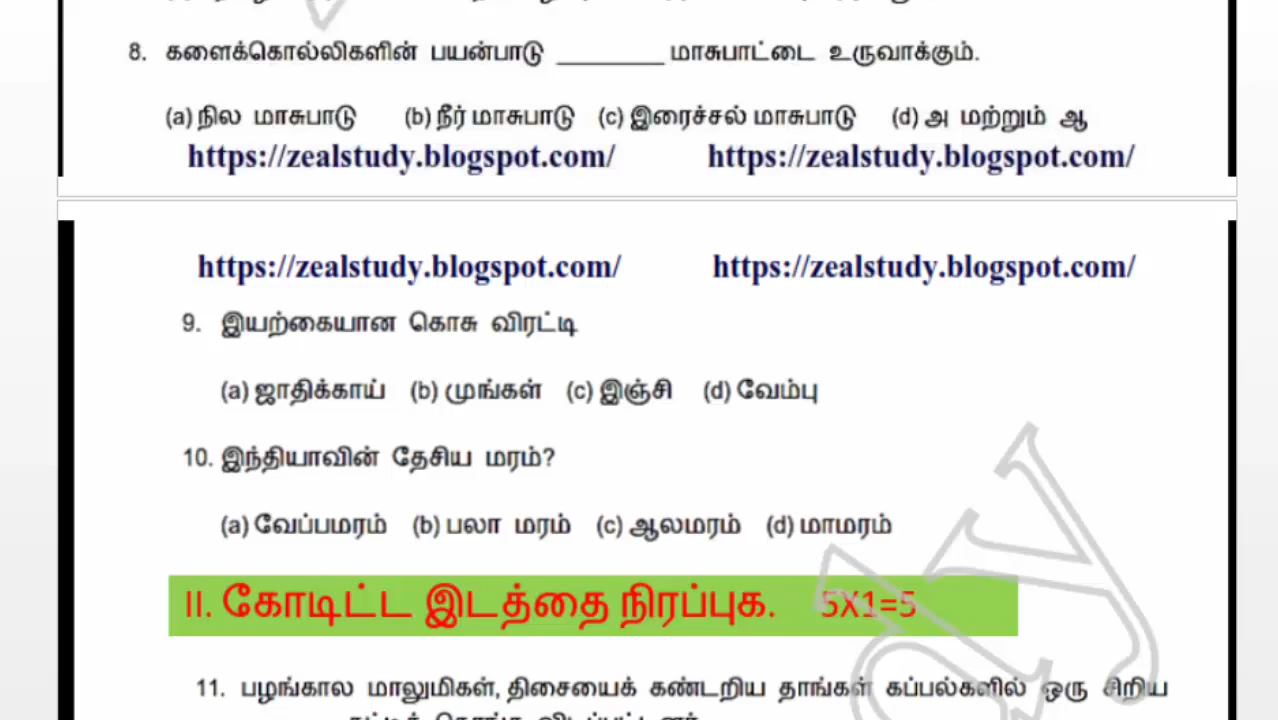 8. களைக்கொல்லிகளின் பயன்பாடு ________ மாசுபாட்டை உருவாக்கும்.
(a) நில மாசுபாடு (b) நீர் மாசுபாடு (c) இரைச்சல் மாசுபாடு (d) அ மற்றும் ஆ
https://zealstudy.blogspot.com/ https://zealstudy.blogspot.com/
https://zealstudy.blogspot.com/ https://zealstudy.blogspot.com/
9. இயற்கையான கொசு விரட்டி
(a) ஜாதிக்காய் (b) முங்கள் (c) இஞ்சி (d) வேம்பு
10. இந்தியாவின் தேசிய மரம்?
(a) வேப்பமரம் (b) பலா மரம் (c) ஆலமரம் (d) மாமரம்
II. கோடிட்ட இடத்தை நிரப்புக. 5X1=5
11. பழங்கால மாலுமிகள், திசையைக் கண்டறிய தாங்கள் கப்பல்களில் ஒரு சிறிய